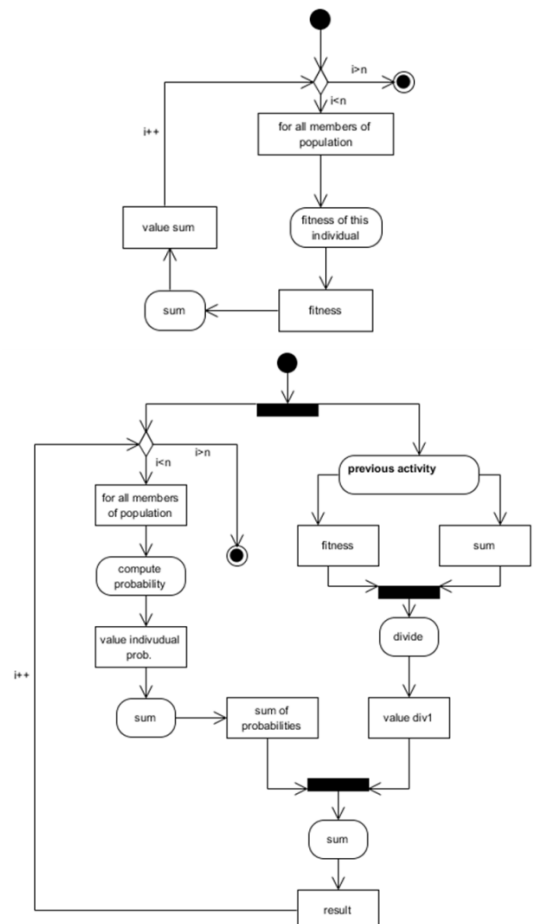 i>n
i<n
for all members of
population
i++
fitness of this
individual
value sum
sum
fitness
i<n
i>n
previous activity
for all members
of population
fitness
sum
compute
probability
divide
value indivudual
prob.
i++
sum
sum of
probabilities
value div1
sum
result